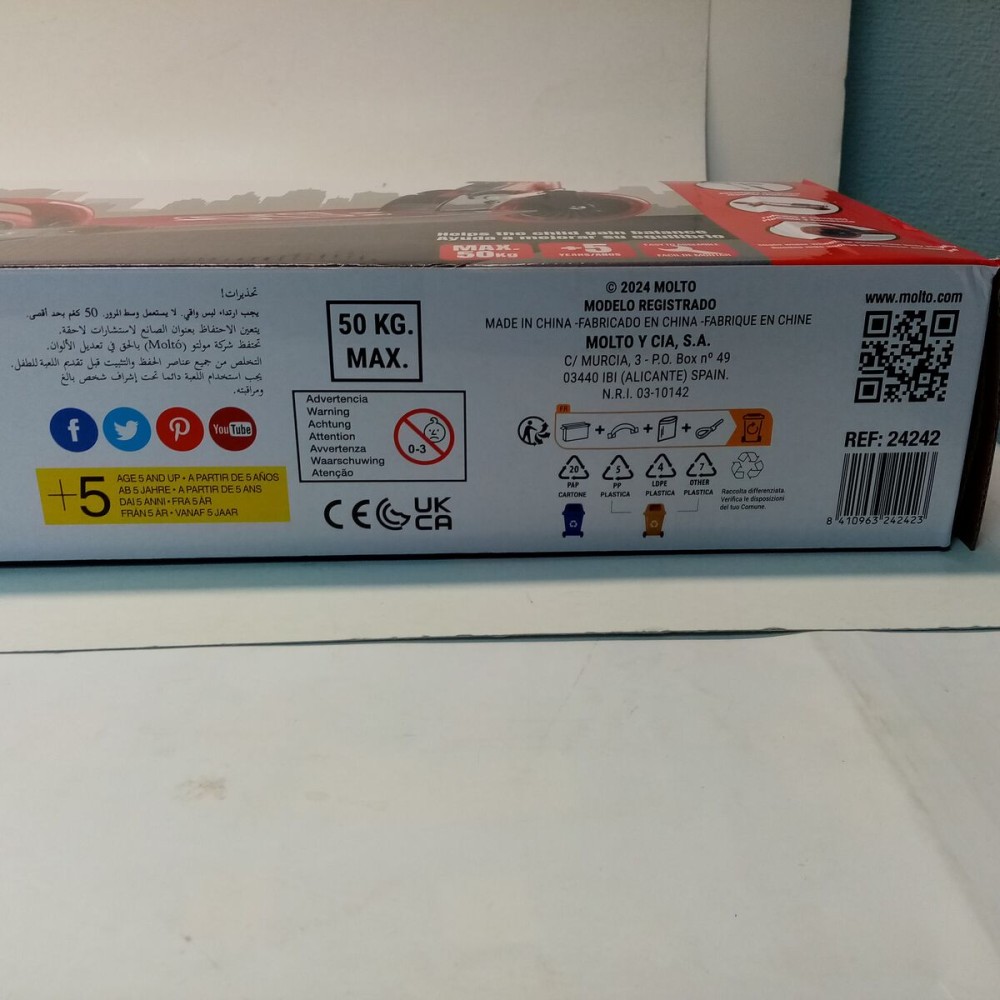 Helps the child gain balance
Ayuda a mejorar su equilibrio
MAX.
50KG
+5
YEARS/AÑOS
تحذيرات!
يجب ارتداء ليس واقي. لا يستعمل وسط المرور. 50 كغم بحد أقصى.
يتعين الاحتفاظ بعنوان الصانع لاستشارات لاحقة.
تحتفظ شركة مولتو (Moltó) بالحق في تعديل الألوان.
التخلص من جميع عناصر الحفظ والتثبيت قبل تقديم اللعبة للطفل.
يجب استخدام اللعبة دائما تحت إشراف شخص بالغ
ومراقبته.
f
P
YouTube
+5
AGE 5 AND UP • A PARTIR DE 5 AÑOS
AB 5 JAHRE • A PARTIR DE 5 ANS
DAI 5 ANNI • FRA 5 ÅR
FRÅN 5 ÅR • VANAF 5 JAAR
50 KG.
MAX.
Advertencia
Warning
Achtung
Attention
Avvertenza
Waarschuwing
Atenção
0-3
CE
UK
CA
© 2024 MOLTO
MODELO REGISTRADO
MADE IN CHINA -FABRICADO EN CHINA -FABRIQUE EN CHINE
MOLTO Y CIA, S.A.
C/ MURCIA, 3 - P.O. Box nº 49
03440 IBI (ALICANTE) SPAIN.
N.R.I. 03-10142
FR
+ + +
20
PAP
CARTONE
5
PP
PLASTICA
4
LDPE
PLASTICA
7
OTHER
PLASTICA
Raccolta differenziata.
Verifica le disposizioni
del tuo Comune.
www.molto.com
REF: 24242
8 410963 242423